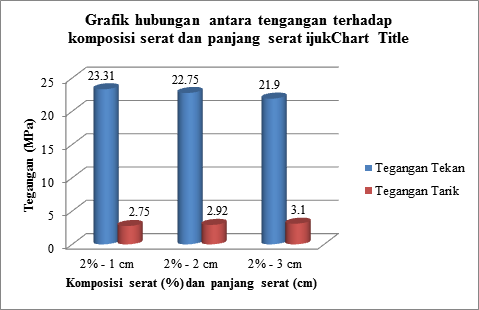 Grafik hubungan antara tengangan terhadap
komposisi serat dan panjang serat ijukChart Title
25
20
15
10
5
0
Tegangan (MPa)
23.31
22.75
21.9
2.75
2.92
3.1
2% - 1 cm
2% - 2 cm
2% - 3 cm
Komposisi serat (%) dan panjang serat (cm)
Tegangan Tekan
Tegangan Tarik